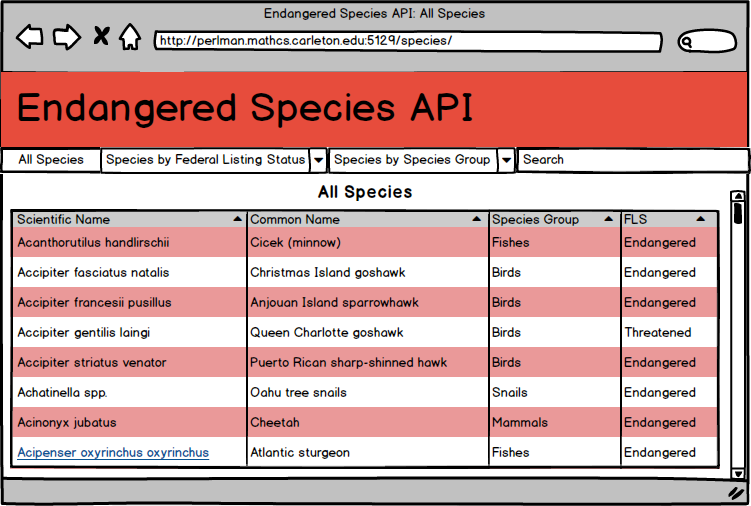 Endangered Species API: All Species
http://perlman.mathcs.carleton.edu:5129/species/
Endangered Species API
All Species Species by Federal Listing Status Species by Species Group Search
All Species
Scientific Name Common Name Species Group FLS
Acanthorutilus handlirschii Cicek (minnow) Fishes Endangered
Accipiter fasciatus natalis Christmas Island goshawk Birds Endangered
Accipiter francesii pusillus Anjouan Island sparrowhawk Birds Endangered
Accipiter gentilis laingi Queen Charlotte goshawk Birds Threatened
Accipiter striatus venator Puerto Rican sharp-shinned hawk Birds Endangered
Achatinella spp. Oahu tree snails Snails Endangered
Acinonyx jubatus Cheetah Mammals Endangered
Acipenser oxyrinchus oxyrinchus Atlantic sturgeon Fishes Endangered